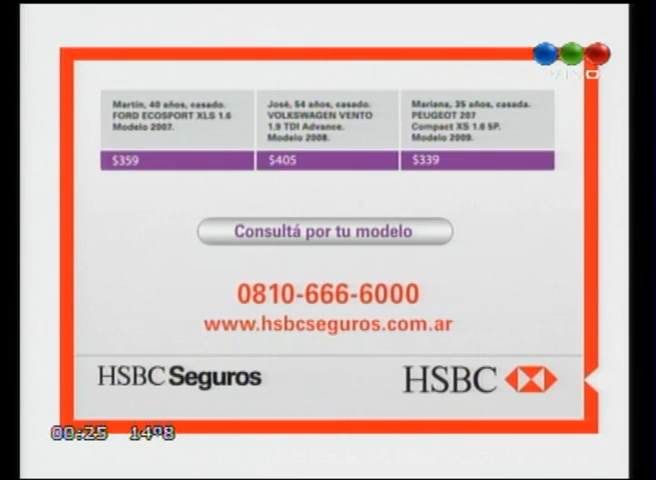 VIVO
Martín, 40 años, casado.
FORD ECOSPORT XLS 1.6
Modelo 2007.
$359
José, 54 años, casado.
VOLKSWAGEN VENTO
1.9 TDI Advance.
Modelo 2008.
$405
Mariana, 35 años, casada.
PEUGEOT 207
Compact XS 1.6 5P.
Modelo 2009.
$339
Consultá por tu modelo
0810-666-6000
www.hsbcseguros.com.ar
HSBC Seguros
HSBC
00:25 14º8